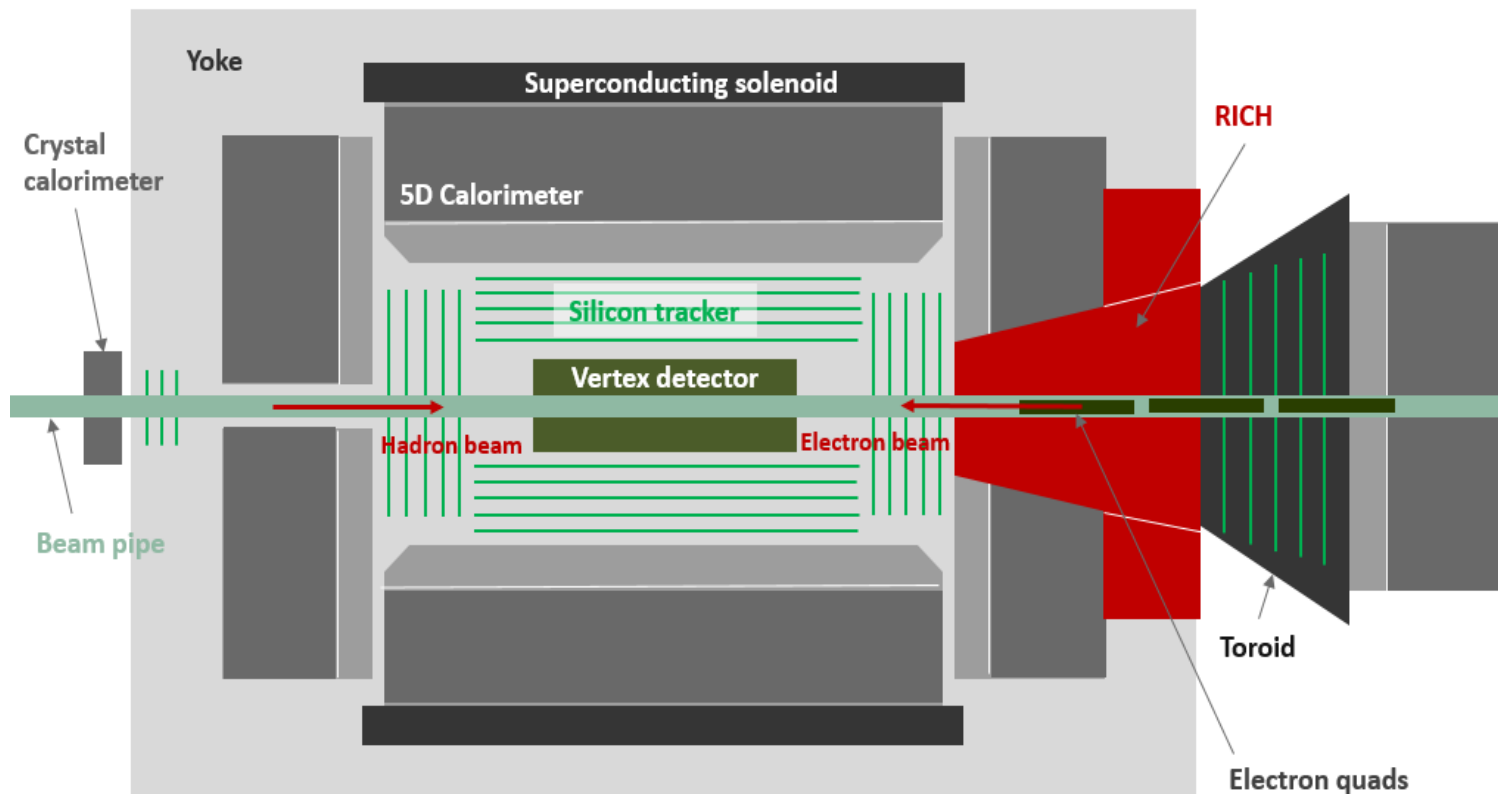 Yoke
Superconducting solenoid
RICH
Crystal
calorimeter
5D Calorimeter
Silicon tracker
Vertex detector
Hadron beam
Electron beam
Beam pipe
Toroid
Electron quads